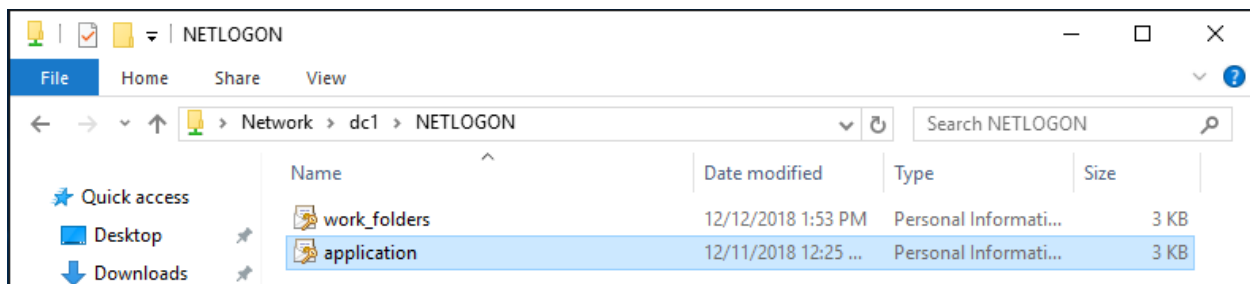 NETLOGON
File Home Share View
Network > dc1 > NETLOGON Search NETLOGON
Name Date modified Type Size
Quick access
work_folders 12/12/2018 1:53 PM Personal Informati... 3 KB
Desktop
application 12/11/2018 12:25 ... Personal Informati... 3 KB
Downloads